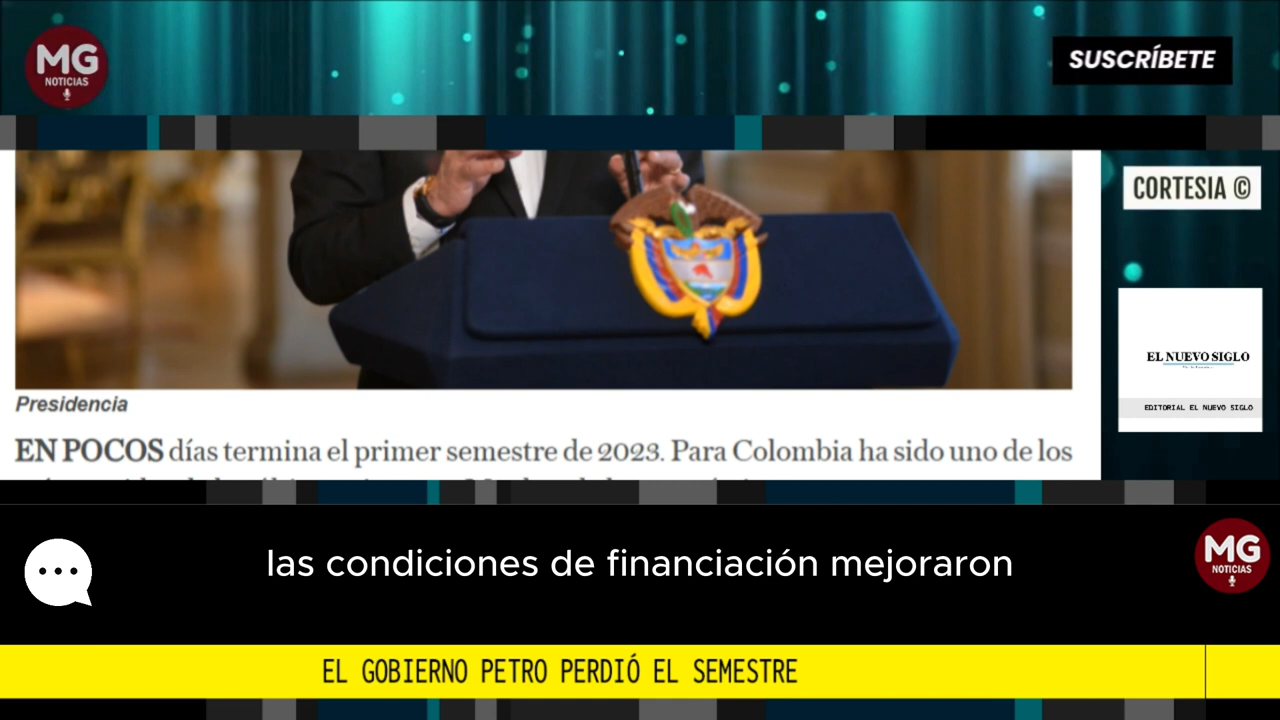 MG
NOTICIAS
SUSCRÍBETE
CORTESIA ©
EL NUEVO SIGLO
EDITORIAL EL NUEVO SIGLO
Presidencia
EN POCOS días termina el primer semestre de 2023. Para Colombia ha sido uno de los
las condiciones de financiación mejoraron
MG
NOTICIAS
EL GOBIERNO PETRO PERDIÓ EL SEMESTRE